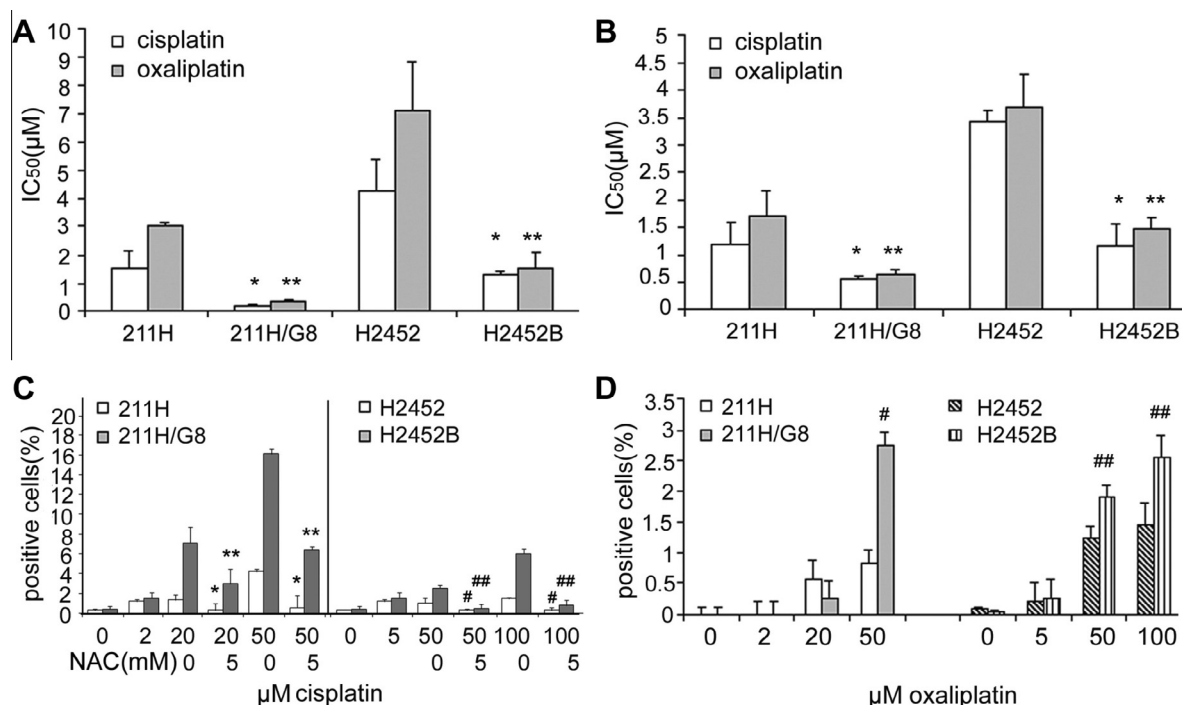 A
IC50(µM)
10
9
8
7
6
5
4
3
2
1
0
cisplatin
oxaliplatin
*
**
*
**
211H
211H/G8
H2452
H2452B
B
IC50(µM)
5
4.5
4
3.5
3
2.5
2
1.5
1
0.5
0
cisplatin
oxaliplatin
*
**
*
**
211H
211H/G8
H2452
H2452B
C
positive cells(%)
20
18
16
14
12
10
8
6
4
2
0
211H
211H/G8
H2452
H2452B
*
**
*
**
#
##
#
##
0 2 20 20 50 50 0 5 50 50 100 100
NAC(mM) 0 5 0 5 0 5 0 5
µM cisplatin
D
positive cells(%)
3.5
3
2.5
2
1.5
1
0.5
0
211H
211H/G8
H2452
H2452B
#
##
##
0 2 20 50 0 5 50 100
µM oxaliplatin